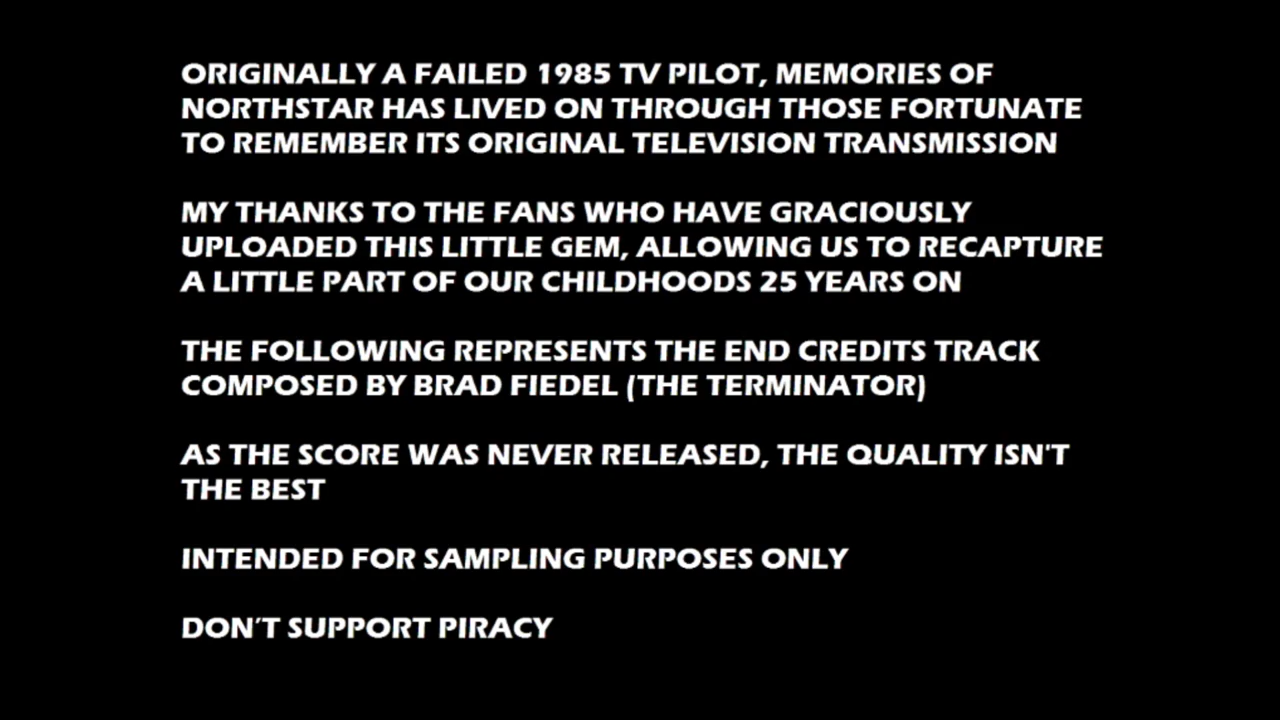 ORIGINALLY A FAILED 1985 TV PILOT, MEMORIES OF
NORTHSTAR HAS LIVED ON THROUGH THOSE FORTUNATE
TO REMEMBER ITS ORIGINAL TELEVISION TRANSMISSION
MY THANKS TO THE FANS WHO HAVE GRACIOUSLY
UPLOADED THIS LITTLE GEM, ALLOWING US TO RECAPTURE
A LITTLE PART OF OUR CHILDHOODS 25 YEARS ON
THE FOLLOWING REPRESENTS THE END CREDITS TRACK
COMPOSED BY BRAD FIEDEL (THE TERMINATOR)
AS THE SCORE WAS NEVER RELEASED, THE QUALITY ISN'T
THE BEST
INTENDED FOR SAMPLING PURPOSES ONLY
DON'T SUPPORT PIRACY